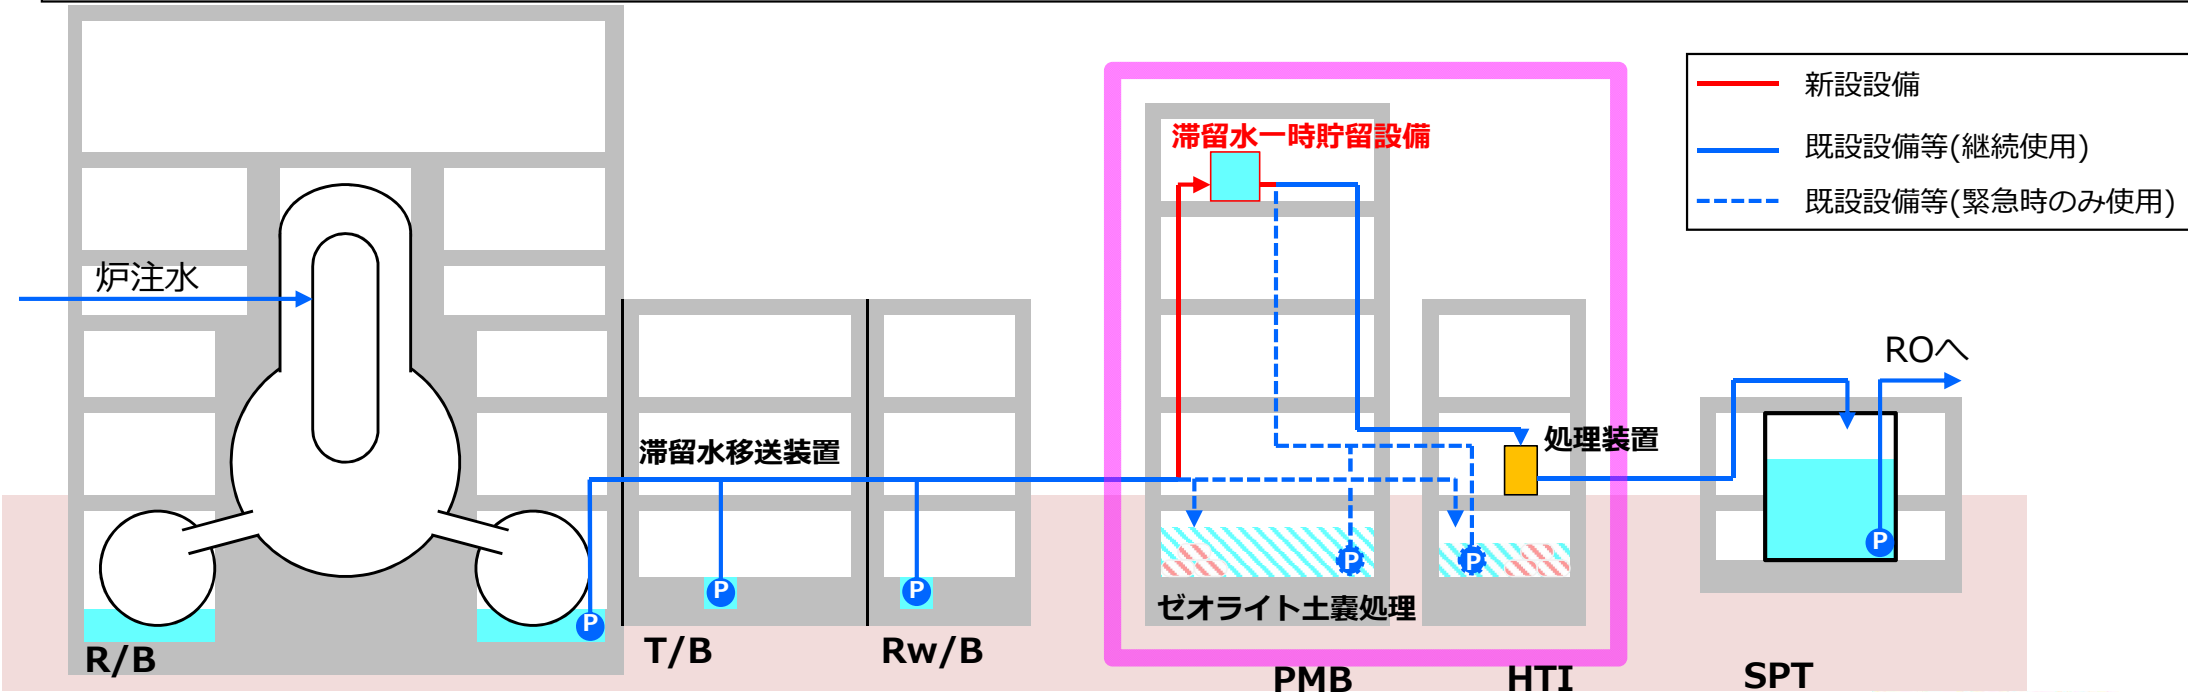 新設設備
既設設備等(継続使用)
既設設備等(緊急時のみ使用)
滞留水一時貯留設備
炉注水
ROへ
滞留水移送装置
処理装置
P
P
P
P
P
P
ゼオライト土嚢処理
R/B
T/B
Rw/B
PMB
HTI
SPT